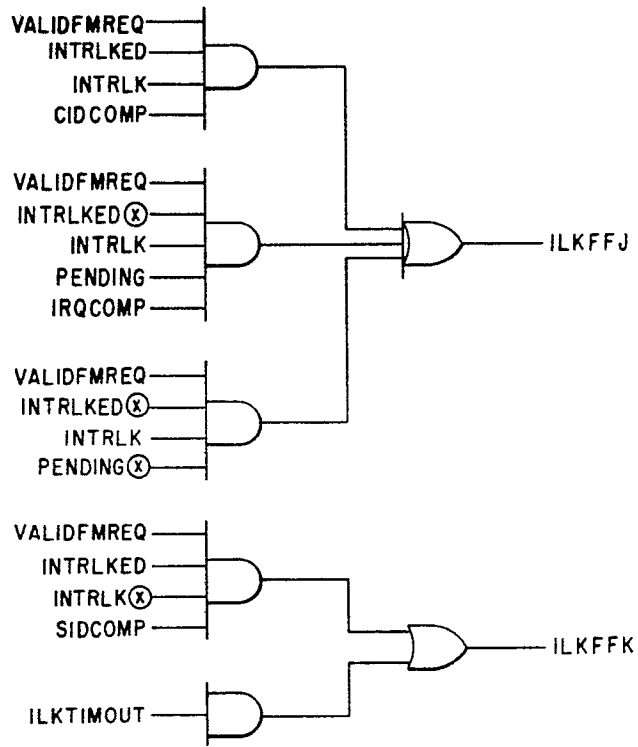 VALIDFMREQ
INTRLKED
INTRLK
CIDCOMP
VALIDFMREQ
INTRLKED Ⓧ
INTRLK
PENDING
IRQCOMP
ILKFFJ
VALIDFMREQ
INTRLKED Ⓧ
INTRLK
PENDING Ⓧ
VALIDFMREQ
INTRLKED
INTRLK Ⓧ
SIDCOMP
ILKFFK
ILKTIMOUT